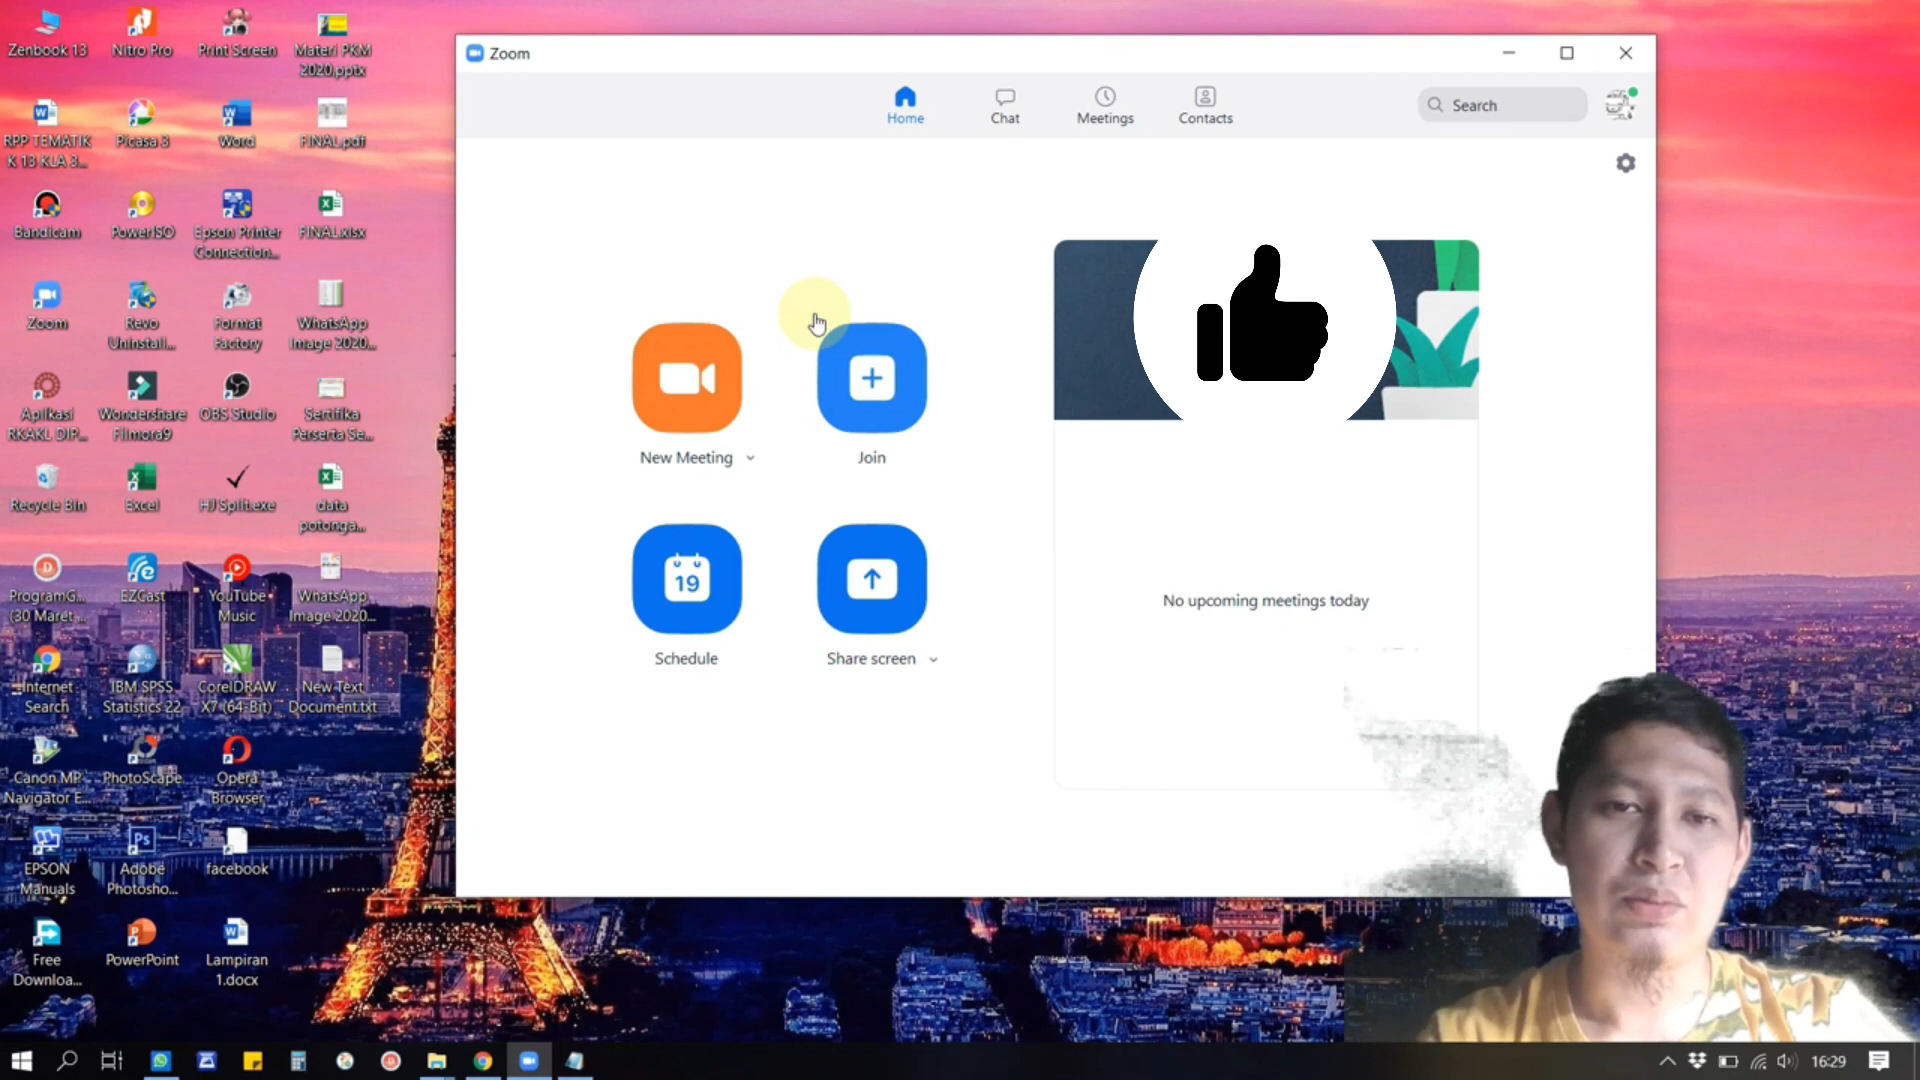 Zenbook 13
Nitro Pro
Print Screen
Materi PKM
2020.pptx
RPP TEMATIK
K 13 KLA 3...
Picasa 3
Word
FINAL.pdf
Bandicam
PowerISO
Epson Printer
Connection...
FINAL.xlsx
Zoom
Revo
Uninstall...
Format
Factory
WhatsApp
Image 2020...
Aplikasi
RKAKL DIP...
Wondershare
Filmora9
OBS Studio
Sertifika
Perserta Se...
Recycle Bin
Excel
HJSplit.exe
data
potonga...
ProgramG...
(30 Maret ...
EZCast
YouTube
Music
WhatsApp
Image 2020...
Internet
Search
IBM SPSS
Statistics 22
CorelDRAW
X7 (64-Bit)
New Text
Document.txt
Canon MP
Navigator E...
PhotoScape
Opera
Browser
EPSON
Manuals
Adobe
Photosho...
facebook
Free
Downloa...
PowerPoint
Lampiran
1.docx
Zoom
Home
Chat
Meetings
Contacts
Search
New Meeting
Join
19
Schedule
Share screen
No upcoming meetings today
16:29